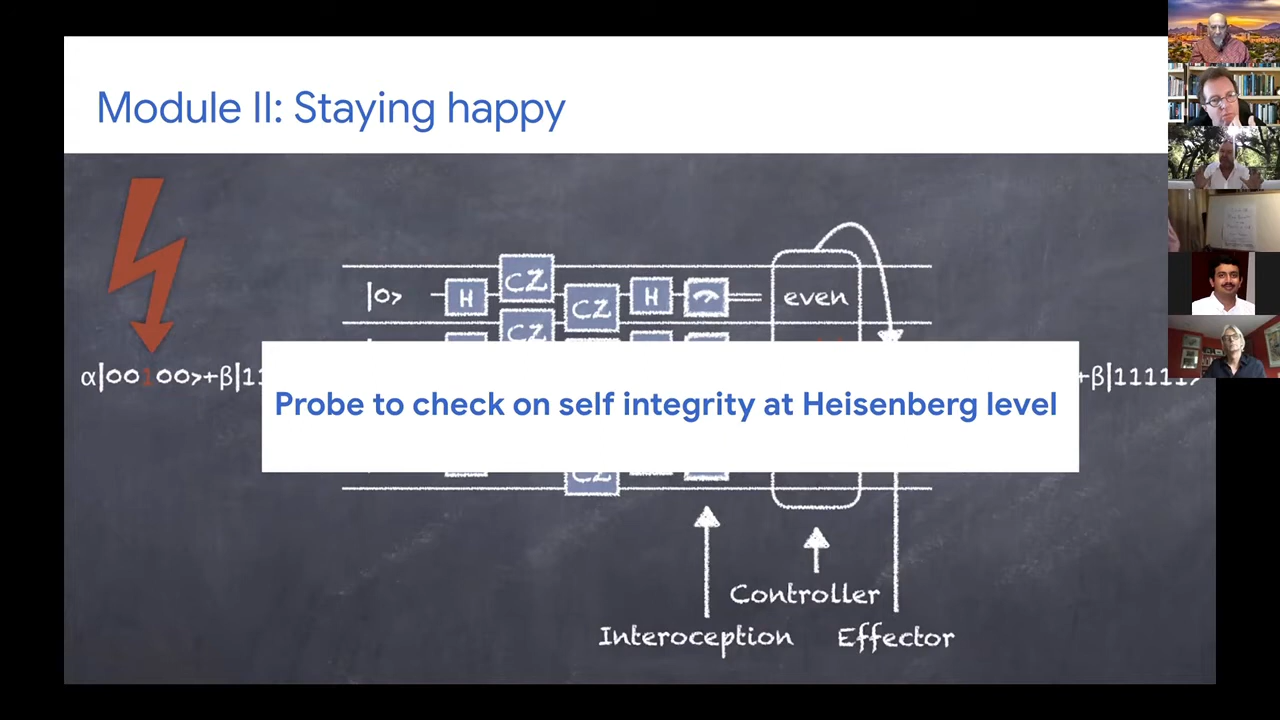 Module II: Staying happy
|0>
H
CZ
CZ
H
even
CZ
α|00100>+β|11
+β|11111>
Probe to check on self integrity at Heisenberg level
CZ
Controller
Interoception
Effector